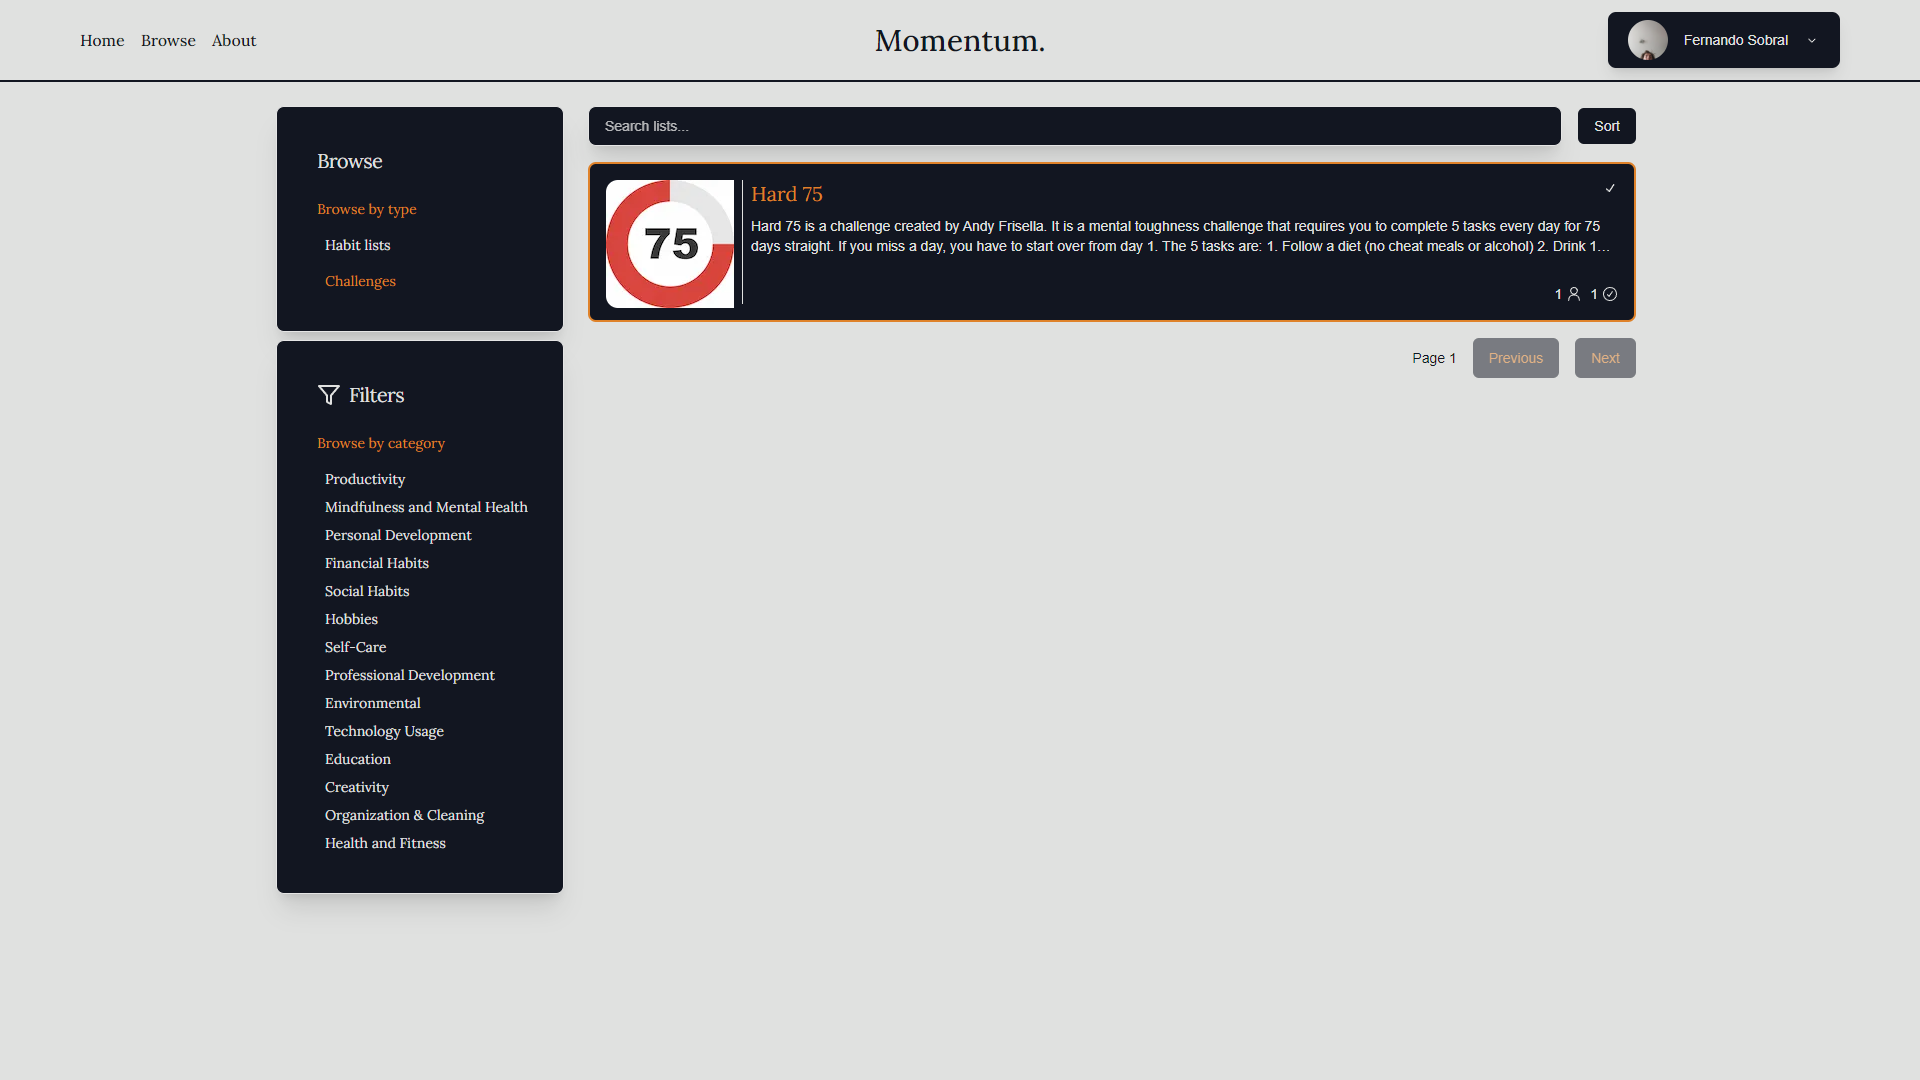 Home Browse About
Momentum.
Fernando Sobral
Browse
Browse by type
Habit lists
Challenges
Filters
Browse by category
Productivity
Mindfulness and Mental Health
Personal Development
Financial Habits
Social Habits
Hobbies
Self-Care
Professional Development
Environmental
Technology Usage
Education
Creativity
Organization & Cleaning
Health and Fitness
Search lists...
Sort
75
Hard 75
Hard 75 is a challenge created by Andy Frisella. It is a mental toughness challenge that requires you to complete 5 tasks every day for 75
days straight. If you miss a day, you have to start over from day 1. The 5 tasks are: 1. Follow a diet (no cheat meals or alcohol) 2. Drink 1...
1 1
Page 1 Previous Next